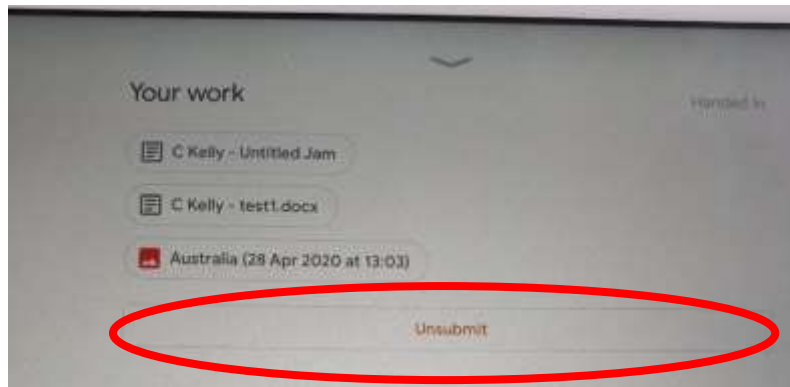 Your work
Handed in
C Kelly - Untitled Jam
C Kelly - test1.docx
Australia (28 Apr 2020 at 13:03)
Unsubmit